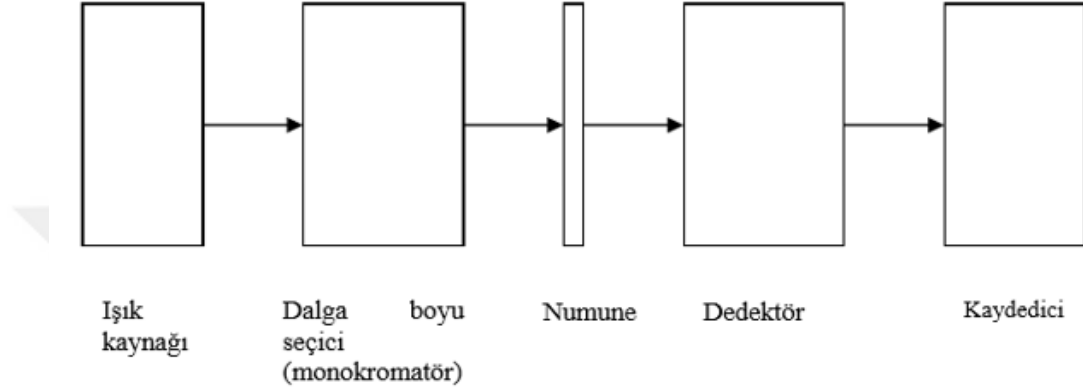 Işık
kaynağı
Dalga boyu
seçici
(monokromatör)
Numune
Dedektör
Kaydedici